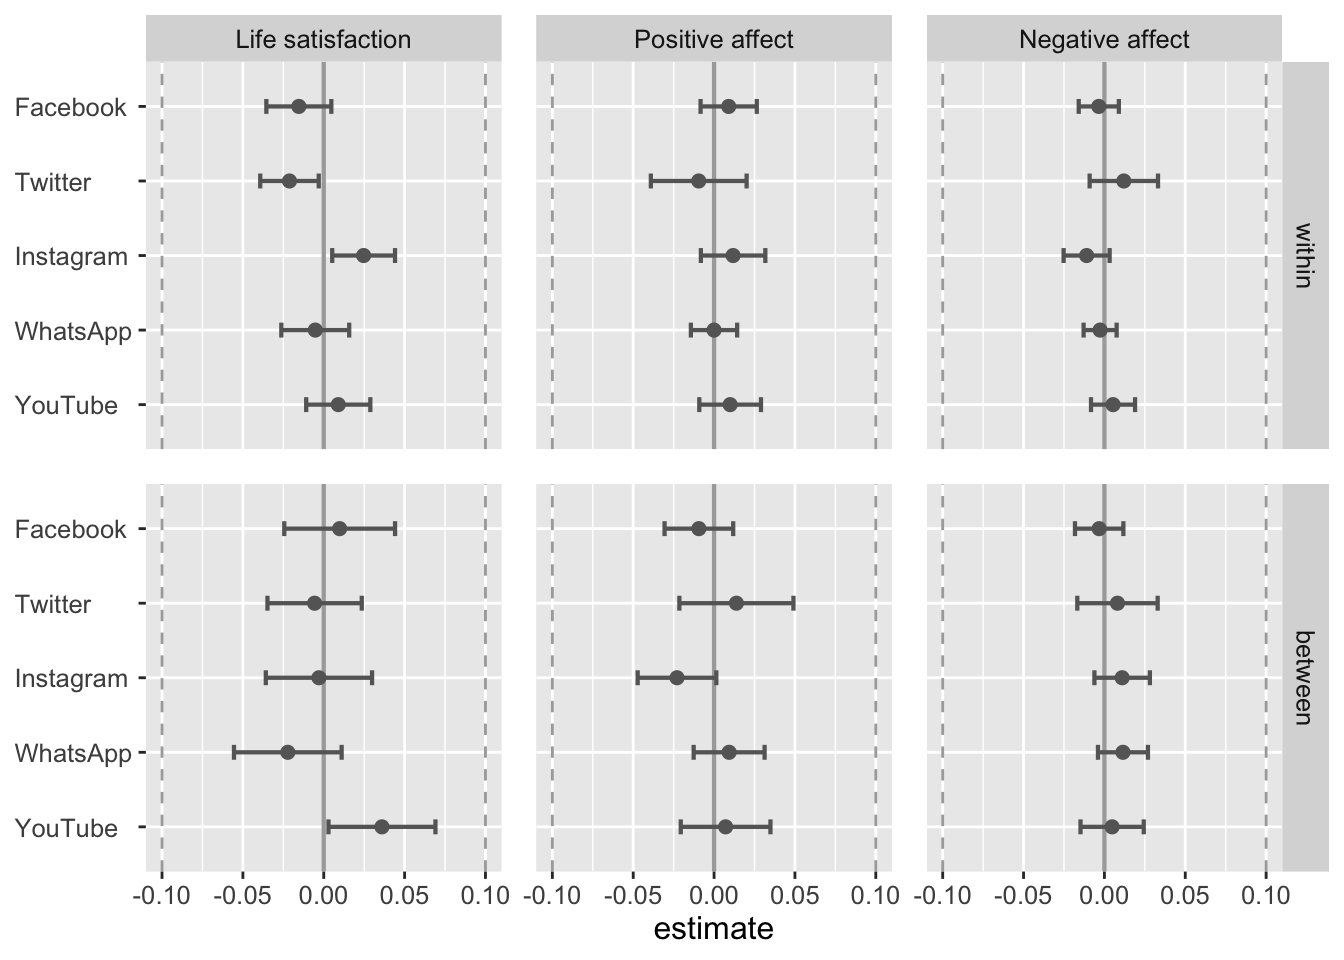 Life satisfaction
Positive affect
Negative affect
Facebook
Twitter
Instagram
WhatsApp
YouTube
within
Facebook
Twitter
Instagram
WhatsApp
YouTube
between
-0.10 -0.05 0.00 0.05 0.10 -0.10 -0.05 0.00 0.05 0.10 -0.10 -0.05 0.00 0.05 0.10
estimate